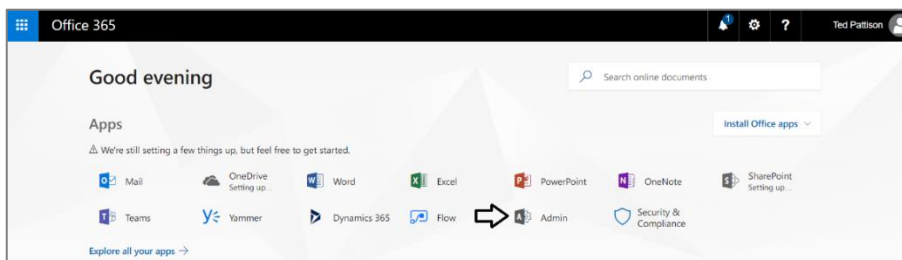 Office 365
1
?
Ted Pattison
Good evening
Search online documents
Apps
Install Office apps
We're still setting a few things up, but feel free to get started.
Mail
OneDrive
Setting up...
Word
Excel
PowerPoint
OneNote
SharePoint
Setting up...
Teams
Yammer
Dynamics 365
Flow
Admin
Security &
Compliance
Explore all your apps →